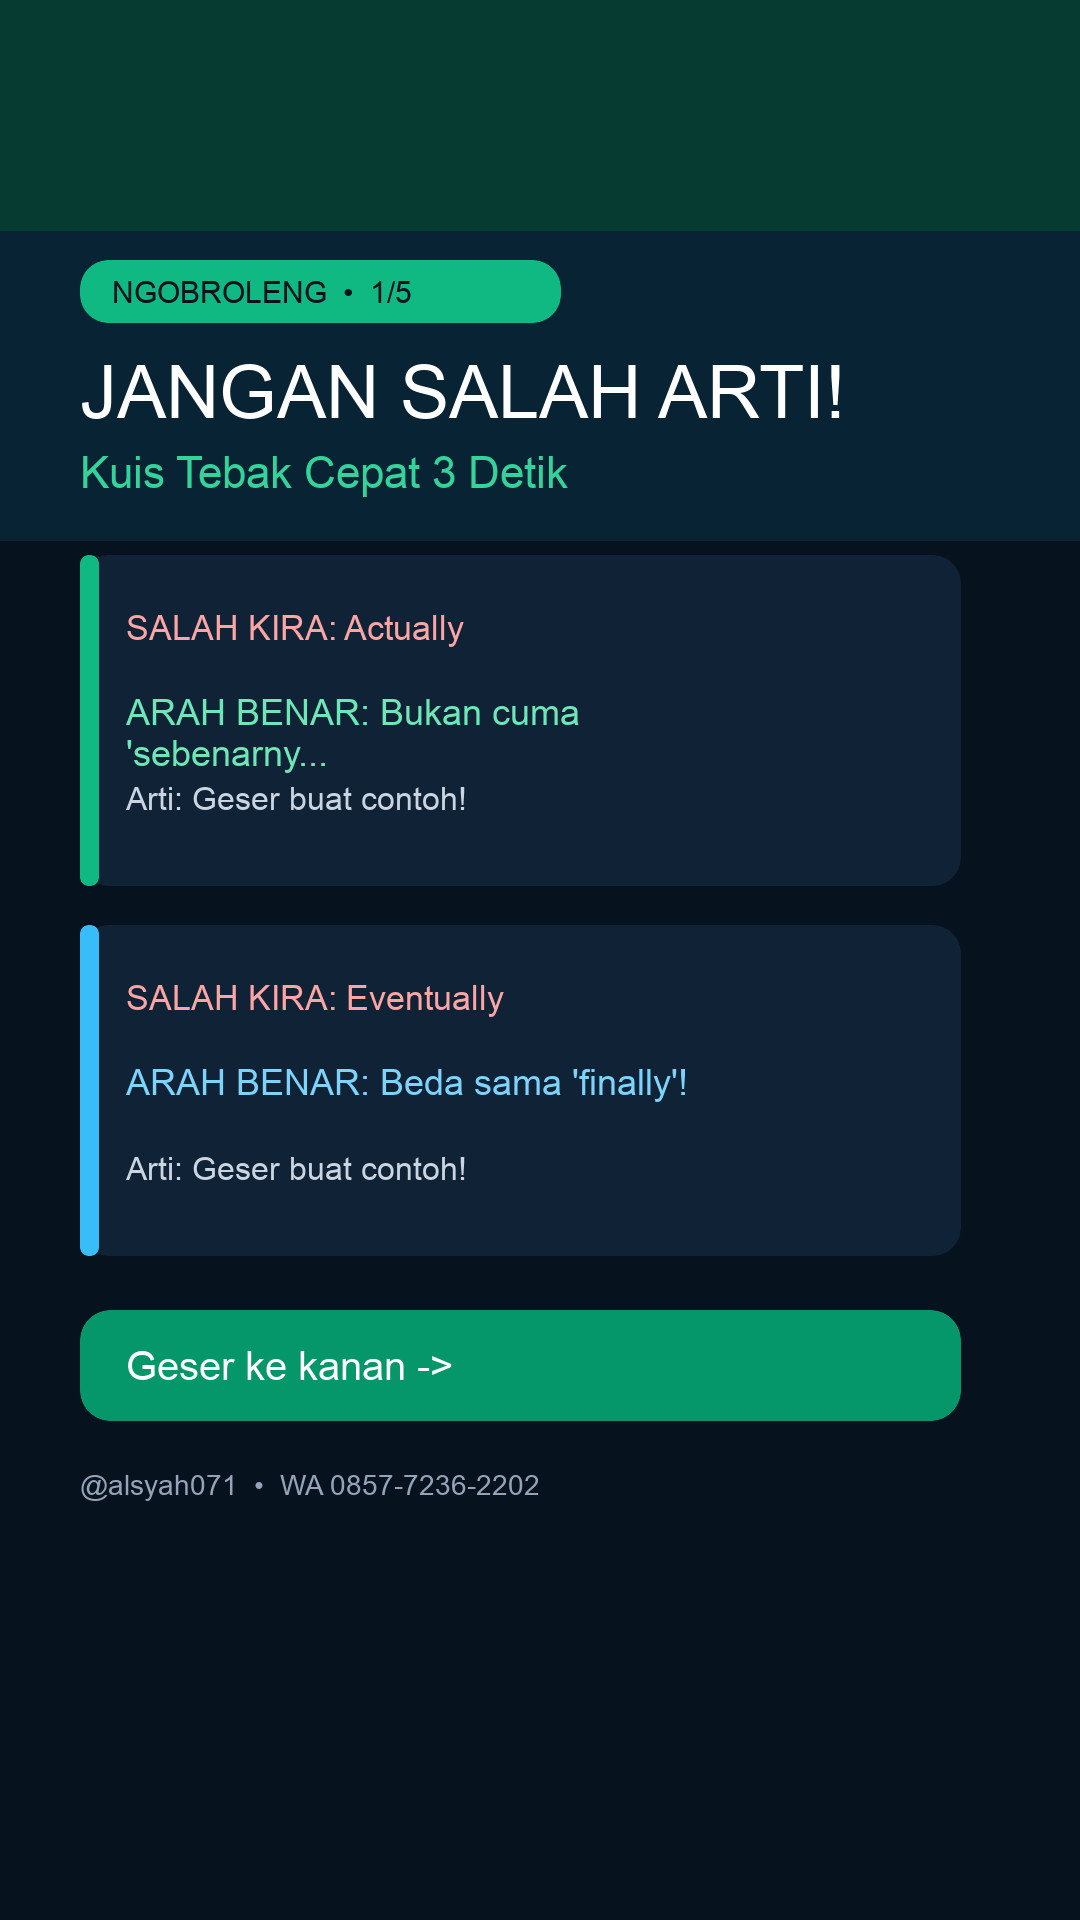 NGOBROLENG • 1/5
JANGAN SALAH ARTI!
Kuis Tebak Cepat 3 Detik
SALAH KIRA: Actually
ARAH BENAR: Bukan cuma
'sebenarny...
Arti: Geser buat contoh!
SALAH KIRA: Eventually
ARAH BENAR: Beda sama 'finally'!
Arti: Geser buat contoh!
Geser ke kanan ->
@alsyah071 • WA 0857-7236-2202